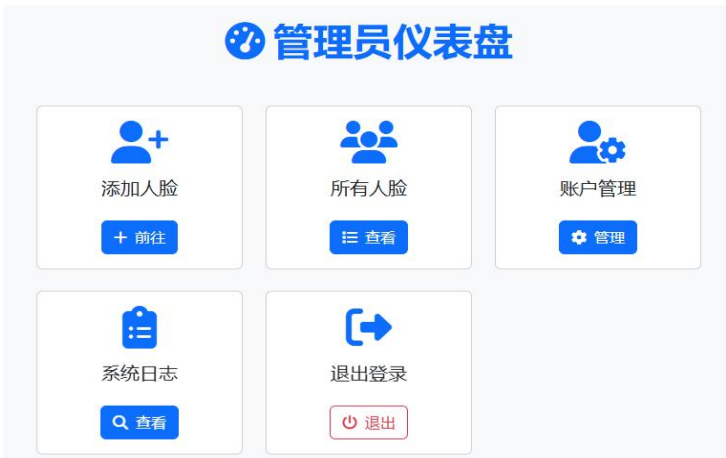 管理员仪表盘
添加人脸
所有人脸
账户管理
+ 前往
查看
管理
系统日志
退出登录
查看
退出